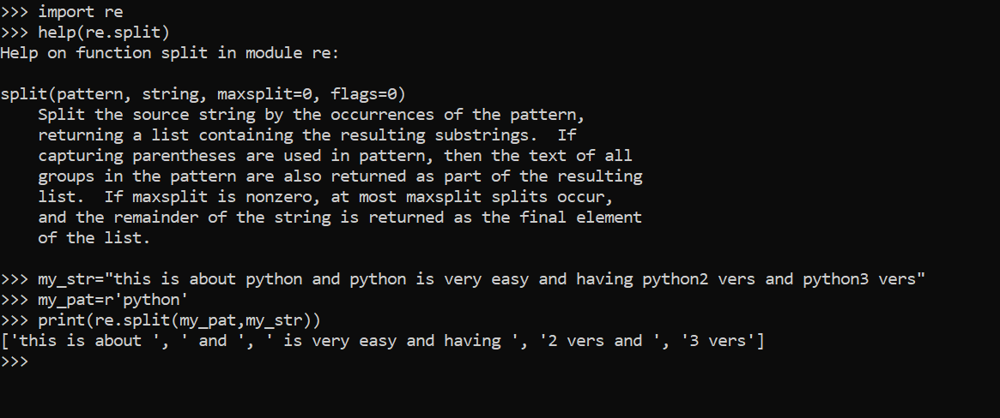 >>> import re
>>> help(re.split)
Help on function split in module re:

split(pattern, string, maxsplit=0, flags=0)
    Split the source string by the occurrences of the pattern,
    returning a list containing the resulting substrings.  If
    capturing parentheses are used in pattern, then the text of all
    groups in the pattern are also returned as part of the resulting
    list.  If maxsplit is nonzero, at most maxsplit splits occur,
    and the remainder of the string is returned as the final element
    of the list.

>>> my_str="this is about python and python is very easy and having python2 vers and python3 vers"
>>> my_pat=r'python'
>>> print(re.split(my_pat,my_str))
['this is about ', ' and ', ' is very easy and having ', '2 vers and ', '3 vers']
>>>